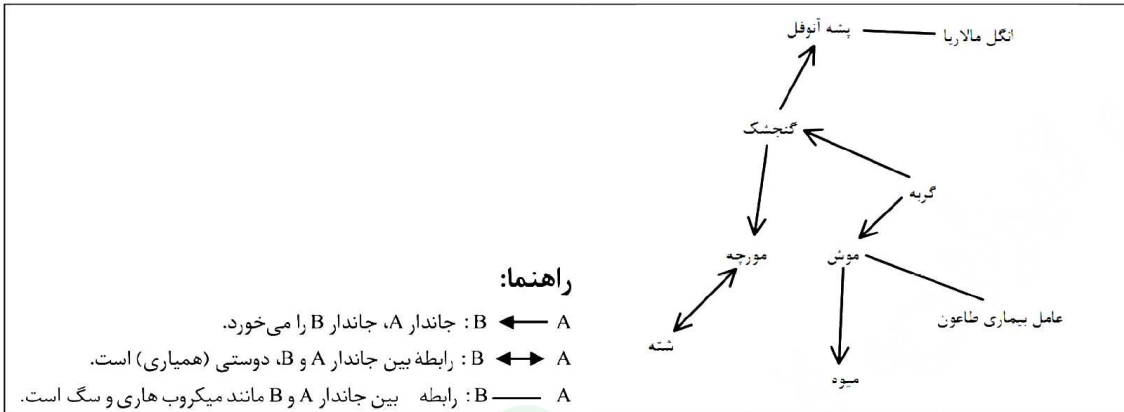 انگل مالاریا
پشه آنوفل
گنجشک
گربه
مورچه
موش
شته
عامل بیماری طاعون
میوه
راهنما:
A ← B : جاندار A، جاندار B را می‌خورد.
A ↔ B : رابطهٔ بین جاندار A و B، دوستی (همیاری) است.
A — B : رابطه بین جاندار A و B مانند میکروب هاری و سگ است.